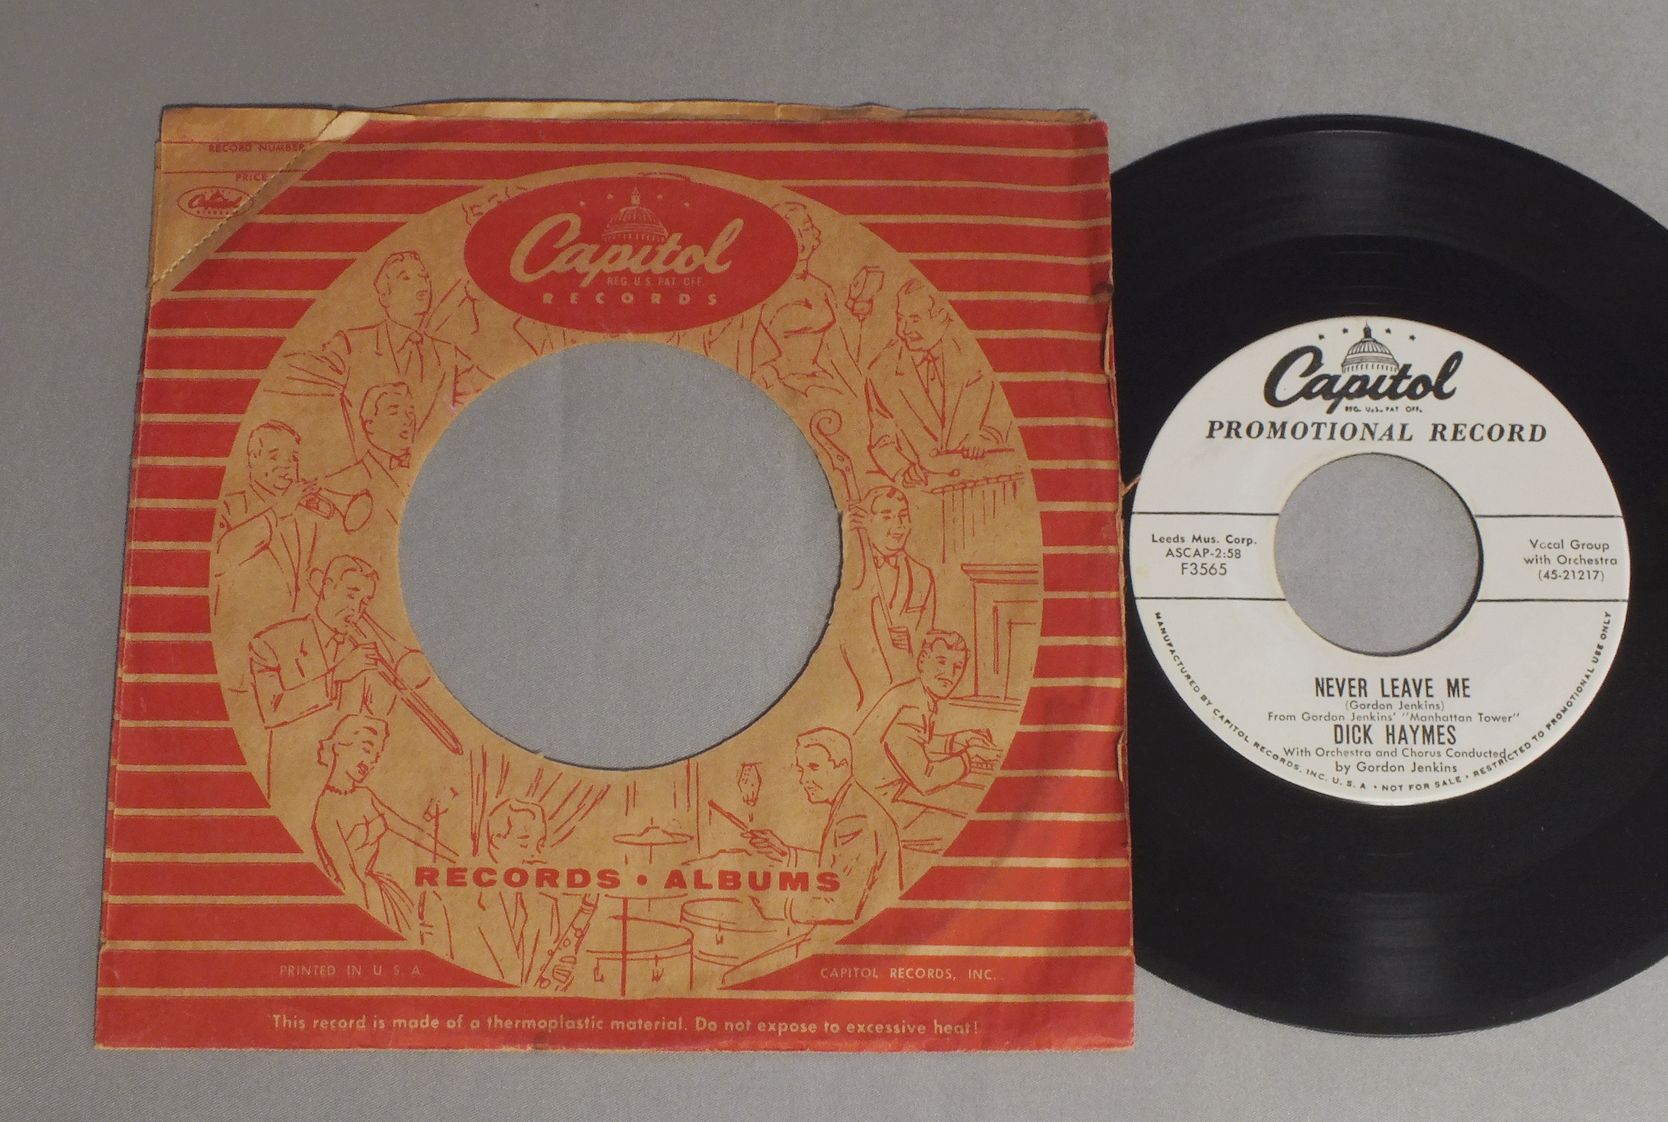 RECORD NUMBER
PRICE
Capitol
Capitol
REG. U.S. PAT. OFF.
RECORDS
RECORDS • ALBUMS
PRINTED IN U. S. A.
CAPITOL RECORDS, INC.
This record is made of a thermoplastic material. Do not expose to excessive heat!
Capitol
REG. U.S. PAT. OFF.
PROMOTIONAL RECORD
Leeds Mus. Corp.
ASCAP-2:58
F3565
Vocal Group
with Orchestra
(45-21217)
NEVER LEAVE ME
(Gordon Jenkins)
From Gordon Jenkins' "Manhattan Tower"
DICK HAYMES
With Orchestra and Chorus Conducted
by Gordon Jenkins
MANUFACTURED BY CAPITOL RECORDS, INC. U. S. A. • NOT FOR SALE • RESTRICTED TO PROMOTIONAL USE ONLY